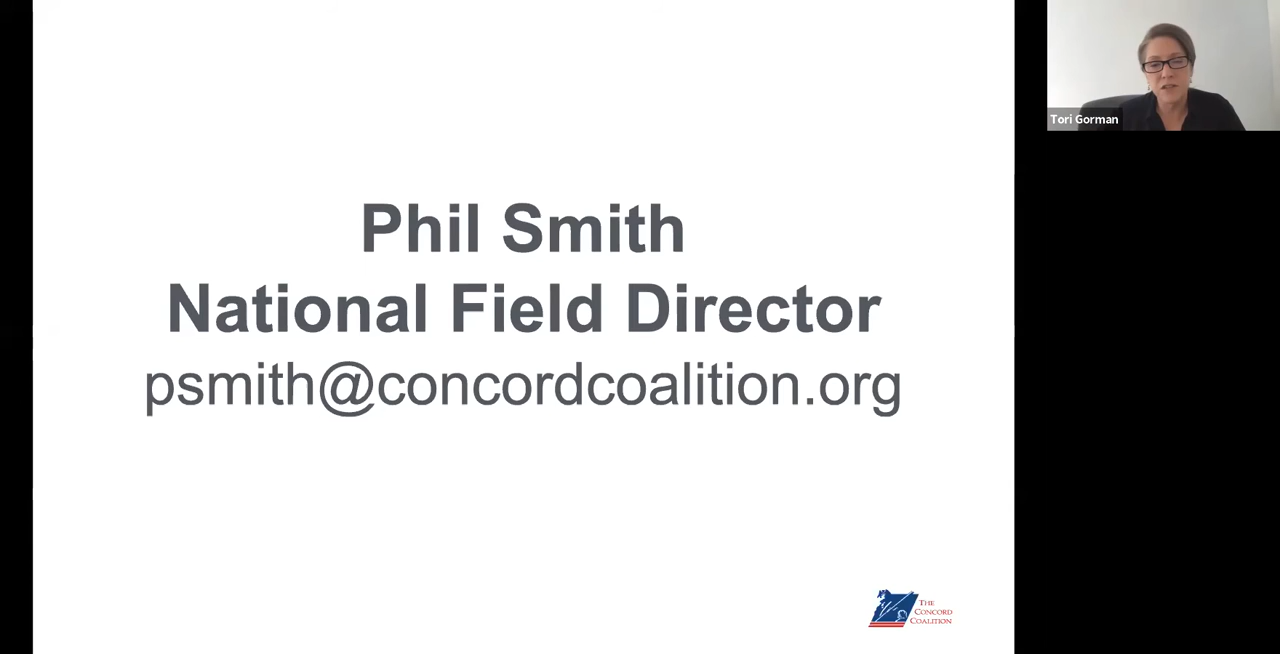 Phil Smith
National Field Director
psmith@concordcoalition.org
Tori Gorman
THE
CONCORD
COALITION